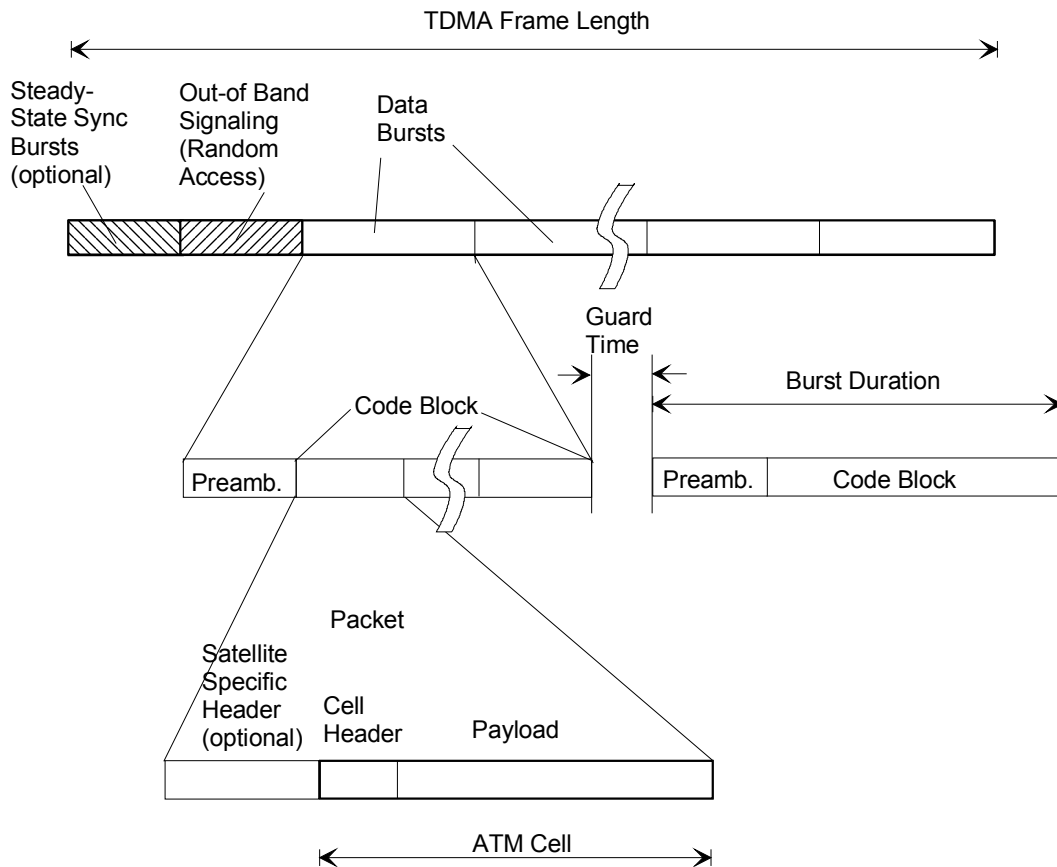 TDMA Frame Length
Steady-
State Sync
Bursts
(optional)
Out-of Band
Signaling
(Random
Access)
Data
Bursts
Guard
Time
Burst Duration
Code Block
Preamb.
Preamb.
Code Block
Packet
Satellite
Specific
Header
(optional)
Cell
Header
Payload
ATM Cell